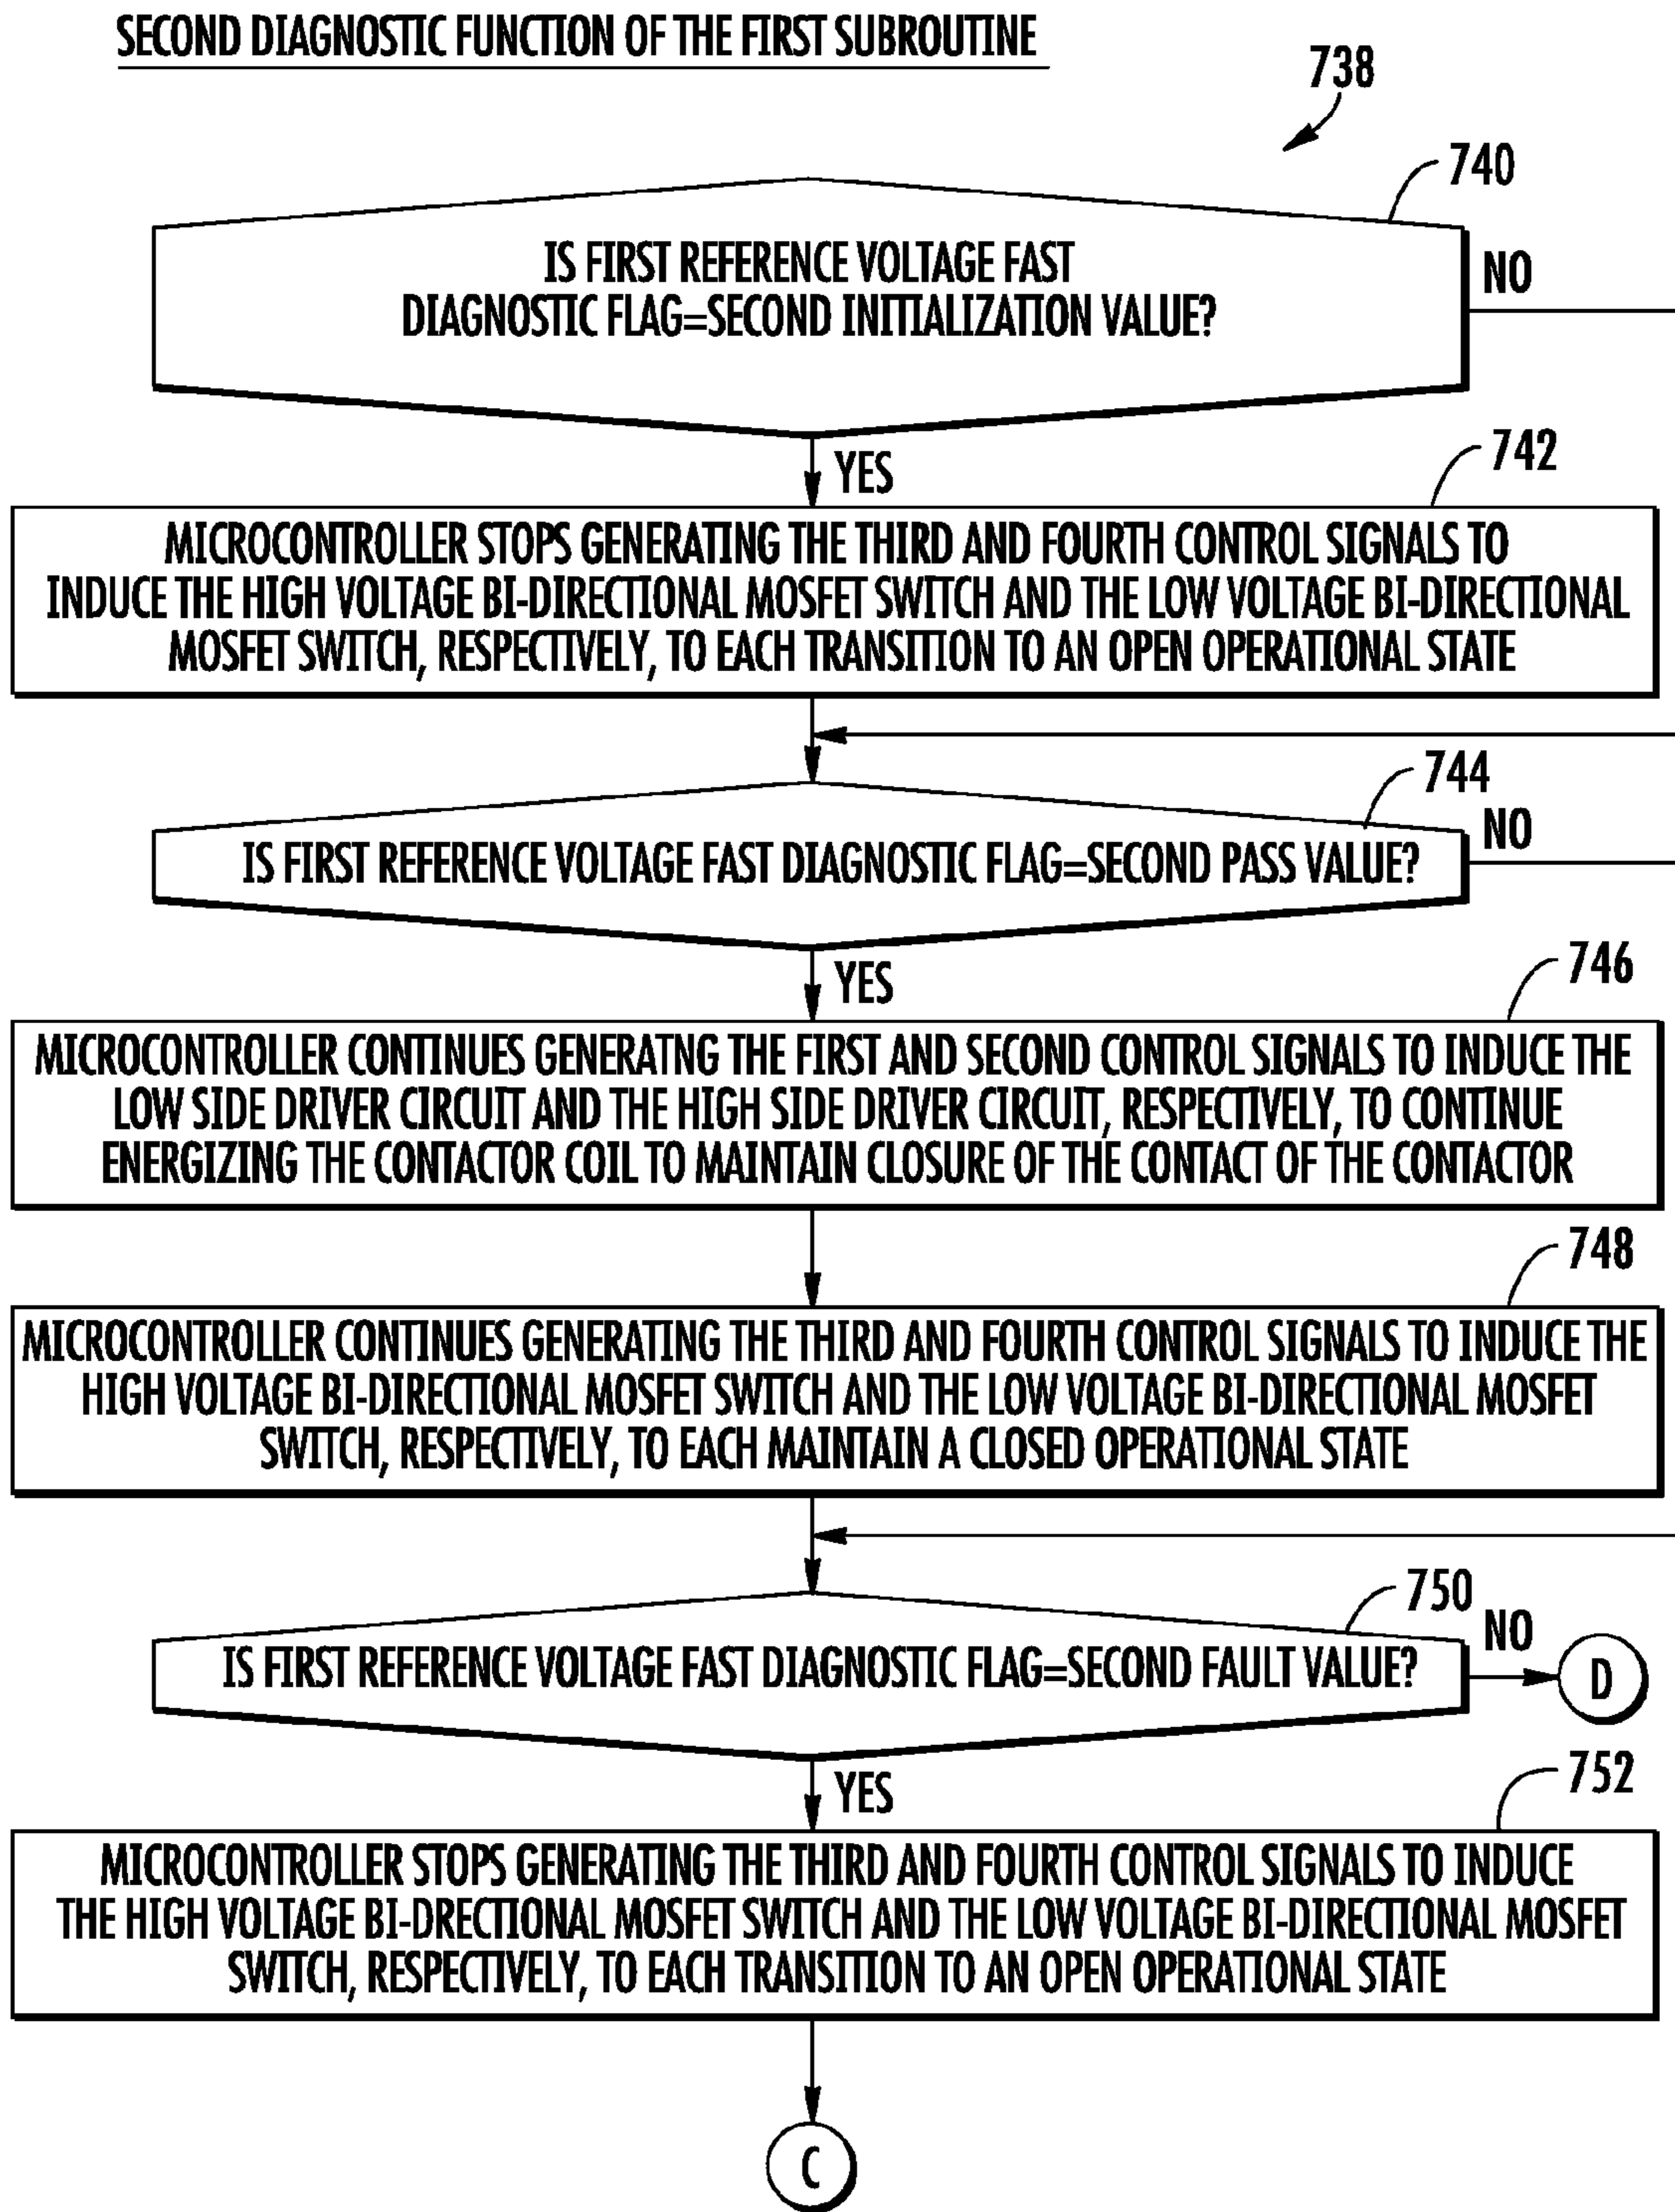 SECOND DIAGNOSTIC FUNCTION OF THE FIRST SUBROUTINE
738
740
IS FIRST REFERENCE VOLTAGE FAST
DIAGNOSTIC FLAG=SECOND INITIALIZATION VALUE?
NO
YES
742
MICROCONTROLLER STOPS GENERATING THE THIRD AND FOURTH CONTROL SIGNALS TO
INDUCE THE HIGH VOLTAGE BI-DIRECTIONAL MOSFET SWITCH AND THE LOW VOLTAGE BI-DIRECTIONAL
MOSFET SWITCH, RESPECTIVELY, TO EACH TRANSITION TO AN OPEN OPERATIONAL STATE
744
IS FIRST REFERENCE VOLTAGE FAST DIAGNOSTIC FLAG=SECOND PASS VALUE?
NO
YES
746
MICROCONTROLLER CONTINUES GENERATNG THE FIRST AND SECOND CONTROL SIGNALS TO INDUCE THE
LOW SIDE DRIVER CIRCUIT AND THE HIGH SIDE DRIVER CIRCUIT, RESPECTIVELY, TO CONTINUE
ENERGIZING THE CONTACTOR COIL TO MAINTAIN CLOSURE OF THE CONTACT OF THE CONTACTOR
748
MICROCONTROLLER CONTINUES GENERATING THE THIRD AND FOURTH CONTROL SIGNALS TO INDUCE THE
HIGH VOLTAGE BI-DIRECTIONAL MOSFET SWITCH AND THE LOW VOLTAGE BI-DIRECTIONAL MOSFET
SWITCH, RESPECTIVELY, TO EACH MAINTAIN A CLOSED OPERATIONAL STATE
750
IS FIRST REFERENCE VOLTAGE FAST DIAGNOSTIC FLAG=SECOND FAULT VALUE?
NO
D
YES
752
MICROCONTROLLER STOPS GENERATING THE THIRD AND FOURTH CONTROL SIGNALS TO INDUCE
THE HIGH VOLTAGE BI-DRECTIONAL MOSFET SWITCH AND THE LOW VOLTAGE BI-DIRECTIONAL MOSFET
SWITCH, RESPECTIVELY, TO EACH TRANSITION TO AN OPEN OPERATIONAL STATE
C